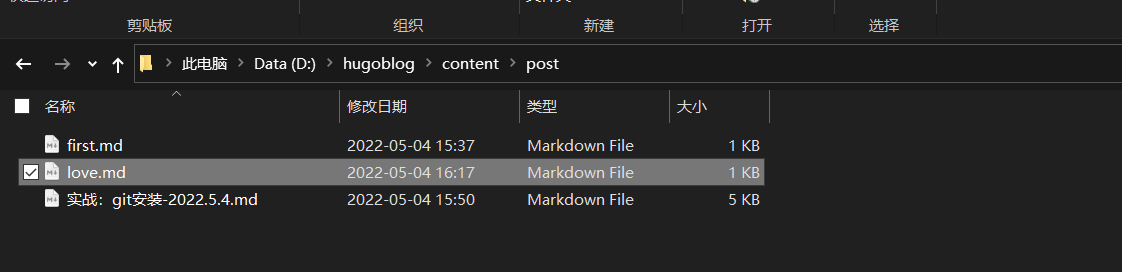 剪贴板 组织 新建 打开 选择
此电脑 Data (D:) hugoblog content post
名称 修改日期 类型 大小
first.md 2022-05-04 15:37 Markdown File 1 KB
love.md 2022-05-04 16:17 Markdown File 1 KB
实战：git安装-2022.5.4.md 2022-05-04 15:50 Markdown File 5 KB